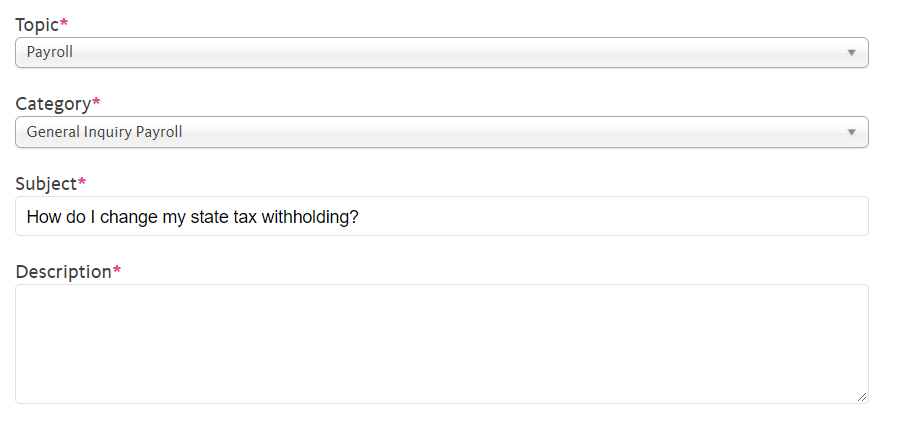 Topic*
Payroll
Category*
General Inquiry Payroll
Subject*
How do I change my state tax withholding?
Description*